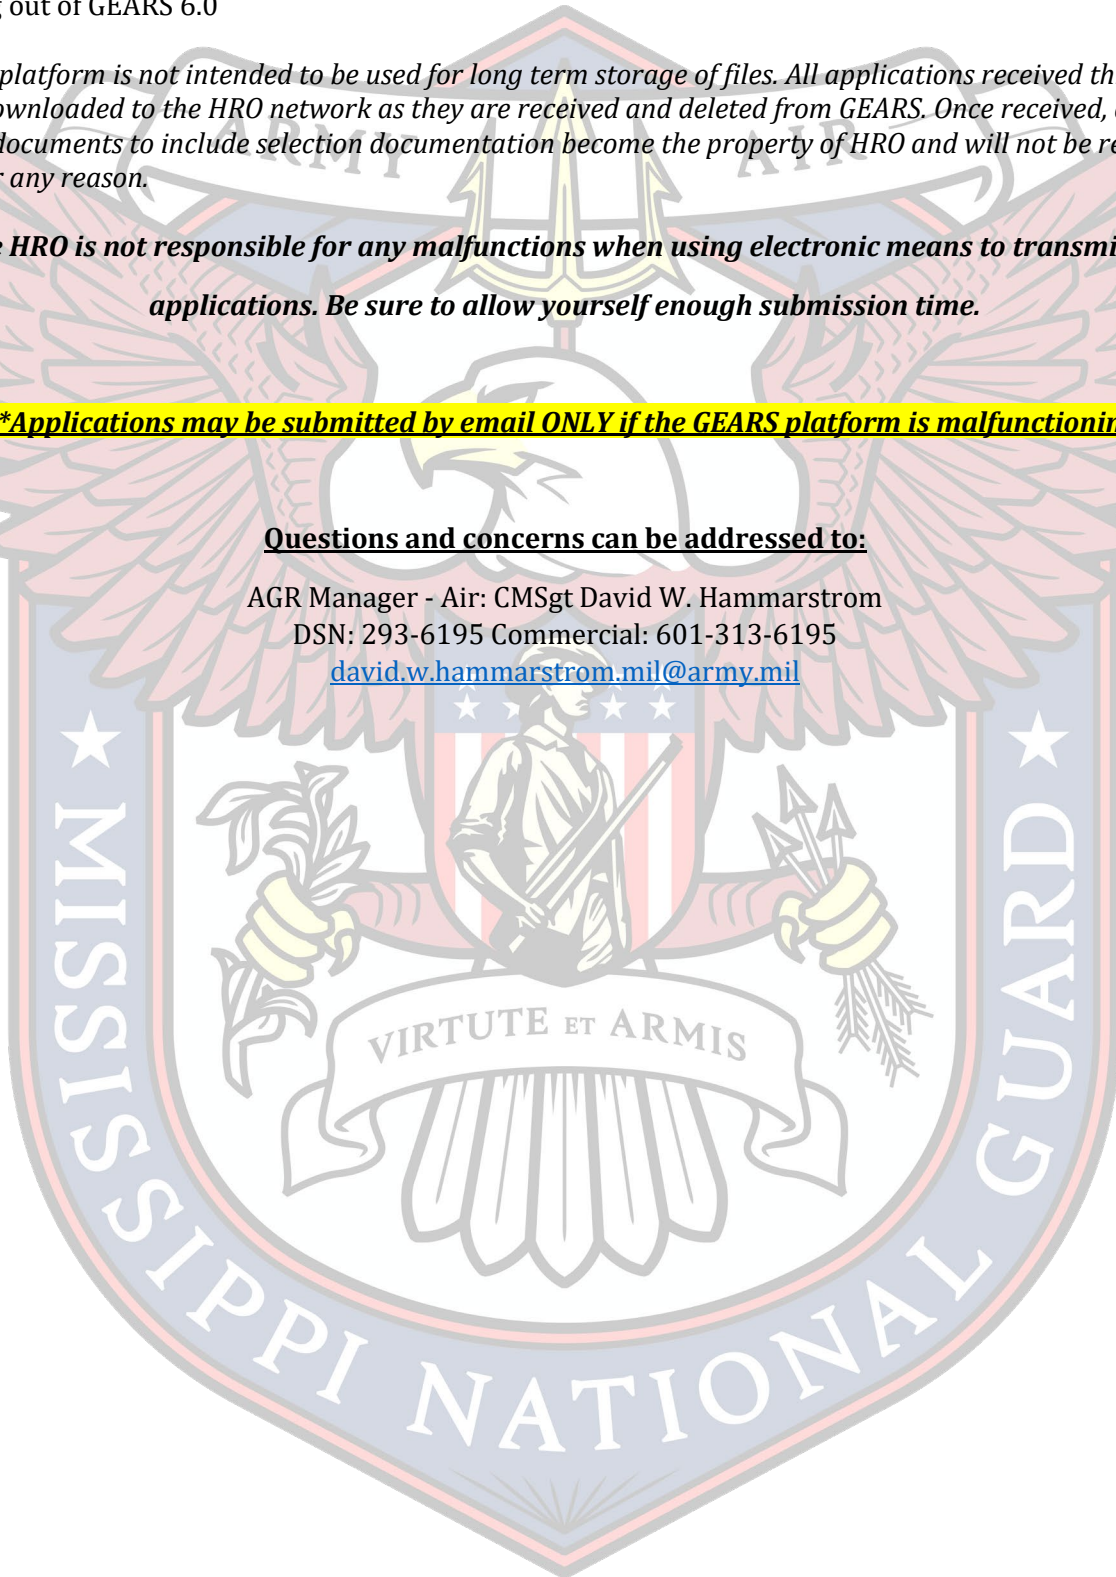 out of GEARS 6.0
platform is not intended to be used for long term storage of files. All applications received
ownloaded to the HRO network as they are received and deleted from GEARS. Once received,
documents to include selection documentation become the property of HRO and will not be
any reason.
HRO is not responsible for any malfunctions when using electronic means to
applications. Be sure to allow yourself enough submission time.
*Applications may be submitted by email ONLY if the GEARS platform is
Questions and concerns can be addressed to:
AGR Manager - Air: CMSgt David W. Hammarstrom
DSN: 293-6195 Commercial: 601-313-6195
david.w.hammarstrom.mil@army.mil
ARMY AIR
VIRTUTE ET ARMIS
MISSISSIPPI NATIONAL GUARD